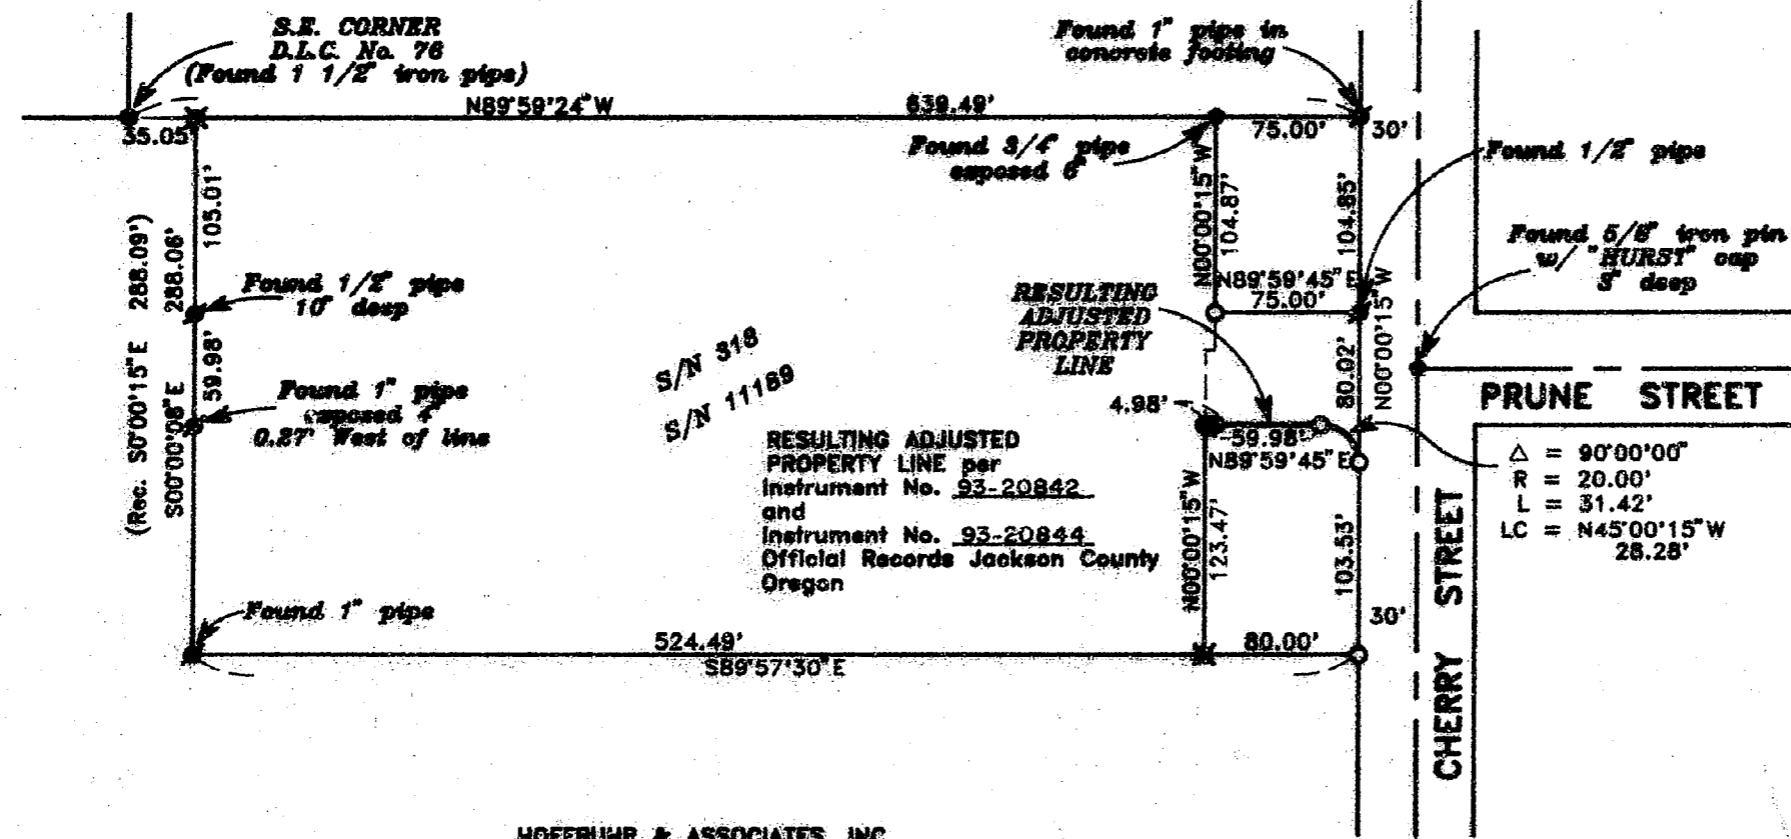 S.E. CORNER
D.L.C. No. 76
(Found 1 1/2" iron pipe)
Found 1" pipe in
concrete footing
N89°59'24"W
639.49'
35.05'
75.00'
30'
Found 3/4" pipe
exposed 6"
Found 1/2" pipe
105.01'
N00°00'15"W
104.87'
104.85'
(Rec. S0°00'15"E 288.09')
288.06'
S00°00'08"E
Found 5/8" iron pin
w/ "HURST" cap
3" deep
Found 1/2" pipe
10" deep
N89°59'45"E
75.00'
RESULTING
ADJUSTED
PROPERTY
LINE
N00°00'15"W
80.02'
59.98'
S/N 318
S/N 11189
Found 1" pipe
exposed 4"
0.27' West of line
4.98'
59.98'
N89°59'45"E
PRUNE STREET
RESULTING ADJUSTED
PROPERTY LINE per
Instrument No. 93-20842
and
Instrument No. 93-20844
Official Records Jackson County
Oregon
△ = 90°00'00"
R = 20.00'
L = 31.42'
LC = N45°00'15"W
28.28'
N00°00'15"W
123.47'
103.53'
CHERRY STREET
Found 1" pipe
30'
524.49'
S89°57'30"E
80.00'
HOFFBUHR & ASSOCIATES, INC.